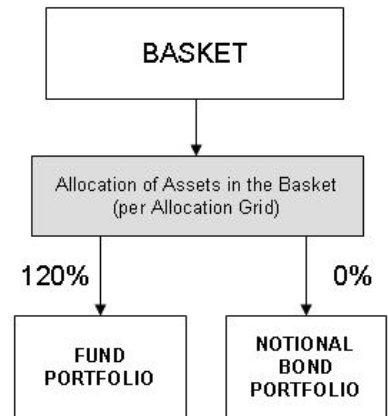 BASKET
Allocation of Assets in the Basket
(per Allocation Grid)
120%
0%
FUND
PORTFOLIO
NOTIONAL
BOND
PORTFOLIO